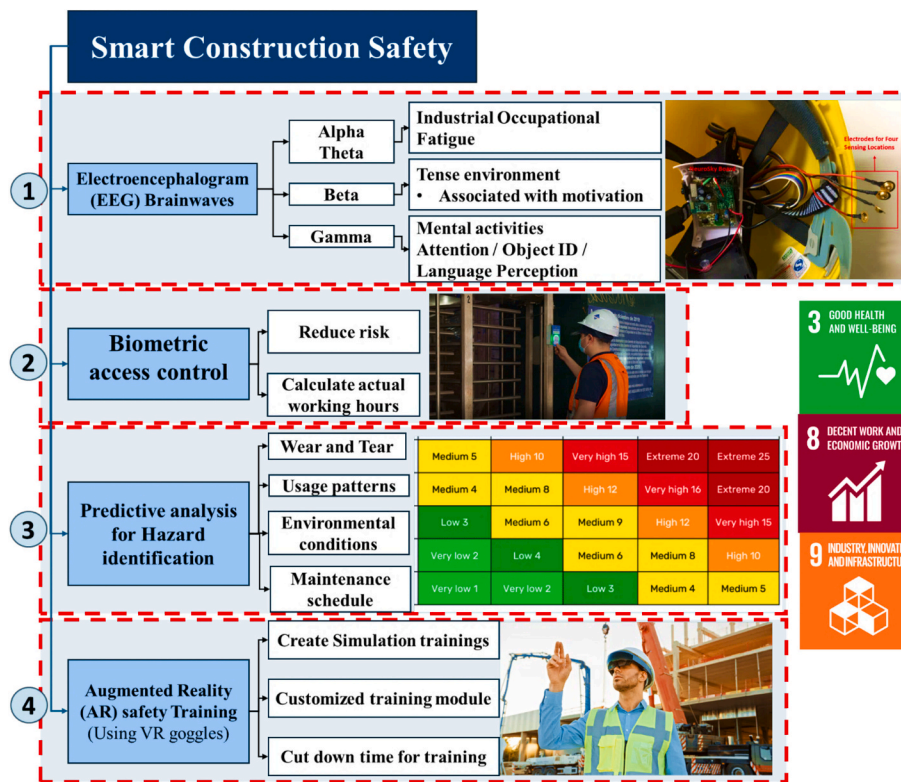 Smart Construction Safety
1
Electroencephalogram
(EEG) Brainwaves
Alpha
Theta
Industrial Occupational
Fatigue
Beta
Tense environment
• Associated with motivation
Gamma
Mental activities
Attention / Object ID /
Language Perception
Electrodes for Four
Sensing Locations
2
Biometric
access control
Reduce risk
Calculate actual
working hours
3
Predictive analysis
for Hazard
identification
Wear and Tear
Usage patterns
Environmental
conditions
Maintenance
schedule
Medium 5 High 10 Very high 15 Extreme 20 Extreme 25
Medium 4 Medium 8 High 12 Very high 16 Extreme 20
Low 3 Medium 6 Medium 9 High 12 Very high 15
Very low 2 Low 4 Medium 6 Medium 8 High 10
Very low 1 Very low 2 Low 3 Medium 4 Medium 5
4
Augmented Reality
(AR) safety Training
(Using VR goggles)
Create Simulation trainings
Customized training module
Cut down time for training
3 GOOD HEALTH
AND WELL-BEING
8 DECENT WORK AND
ECONOMIC GROWT
9 INDUSTRY, INNOVAT
AND INFRASTRUCTU